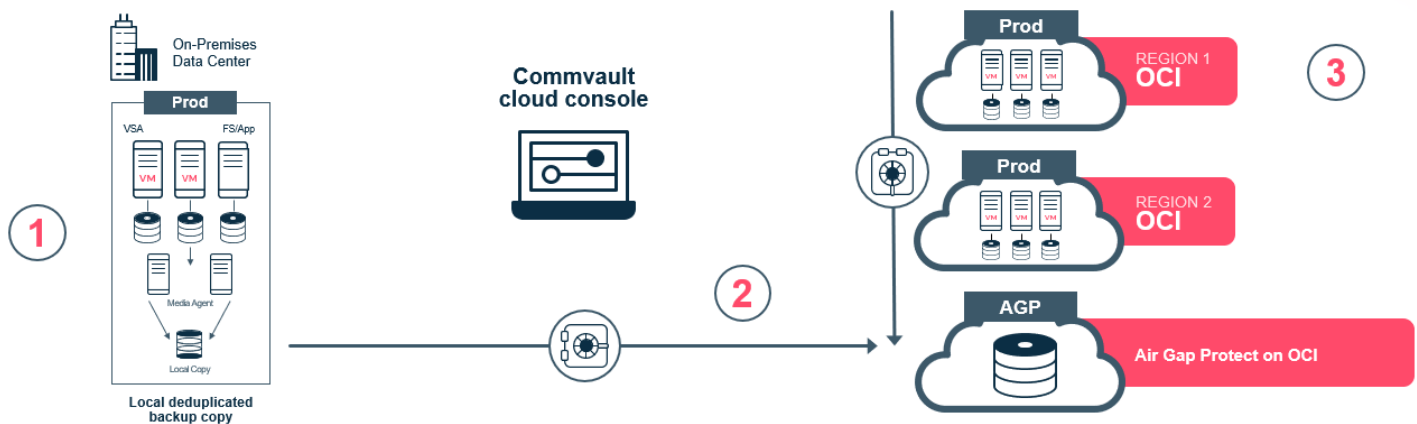 On-Premises
Data Center
Prod
VSA
FS/App
VM
VM
Media Agent
Local Copy
Local deduplicated
backup copy
1
Commvault
cloud console
2
Prod
VM
VM
VM
REGION 1
OCI
3
Prod
VM
VM
VM
REGION 2
OCI
AGP
Air Gap Protect on OCI